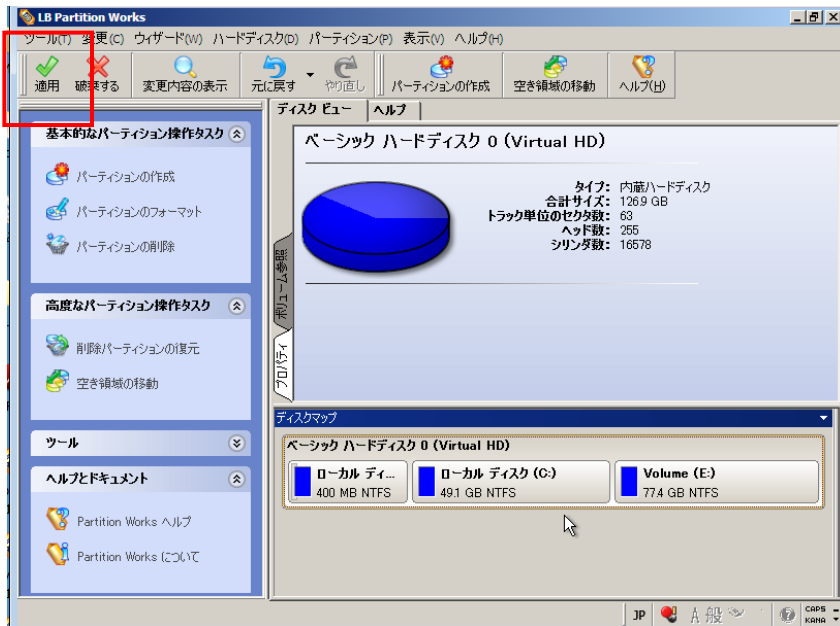 LB Partition Works
ツール(T) 変更(C) ウィザード(W) ハードディスク(D) パーティション(P) 表示(V) ヘルプ(H)
適用 破棄する 変更内容の表示 元に戻す やり直し パーティションの作成 空き領域の移動 ヘルプ(H)
ディスク ビュー ヘルプ
基本的なパーティション操作タスク
パーティションの作成
パーティションのフォーマット
パーティションの削除
高度なパーティション操作タスク
削除パーティションの復元
空き領域の移動
ツール
ヘルプとドキュメント
Partition Works ヘルプ
Partition Works について
ボリューム参照
プロパティ
ベーシック ハードディスク 0 (Virtual HD)
タイプ: 内蔵ハードディスク
合計サイズ: 126.9 GB
トラック単位のセクタ数: 63
ヘッド数: 255
シリンダ数: 16578
ディスクマップ
ベーシック ハードディスク 0 (Virtual HD)
ローカル ディ... ローカル ディスク (C:) Volume (E:)
400 MB NTFS 49.1 GB NTFS 77.4 GB NTFS
JP A 般 CAPS
KANA